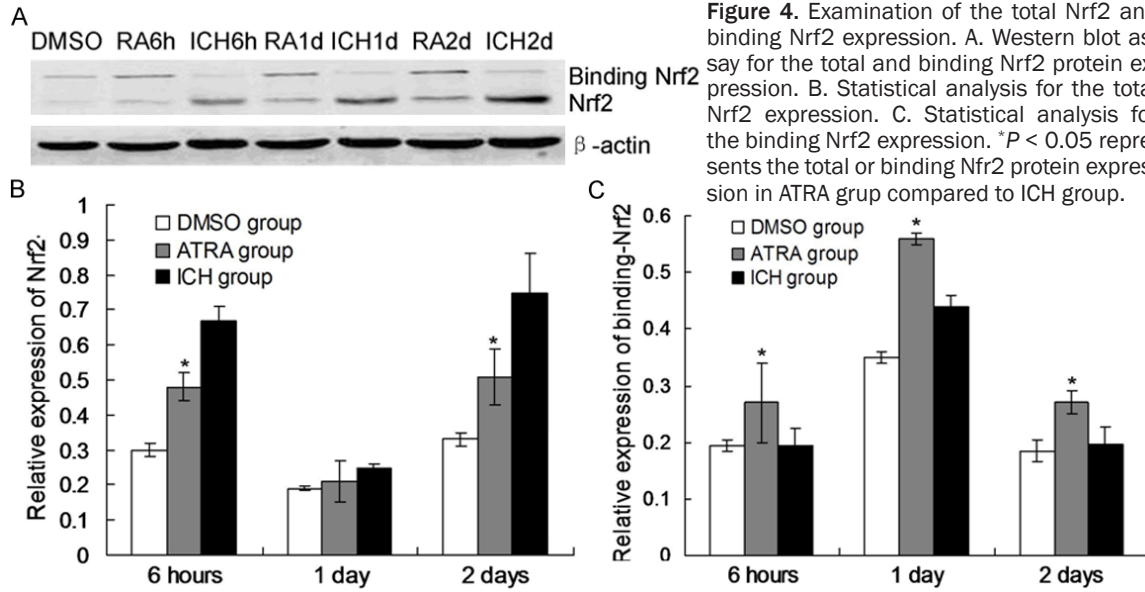 A
DMSO RA6h ICH6h RA1d ICH1d RA2d ICH2d
Binding Nrf2
Nrf2
β-actin
Figure 4. Examination of the total Nrf2 an
binding Nrf2 expression. A. Western blot as
say for the total and binding Nrf2 protein ex
pression. B. Statistical analysis for the tota
Nrf2 expression. C. Statistical analysis fo
the binding Nrf2 expression. *P < 0.05 repre
sents the total or binding Nfr2 protein expres
sion in ATRA grup compared to ICH group.
B
Relative expression of Nrf2·
1
0.9
0.8
0.7
0.6
0.5
0.4
0.3
0.2
0.1
0
DMSO group
ATRA group
ICH group
*
*
6 hours 1 day 2 days
C
Relative expression of binding-Nrf2
0.6
0.5
0.4
0.3
0.2
0.1
0
DMSO group
ATRA group
ICH group
*
*
*
6 hours 1 day 2 days